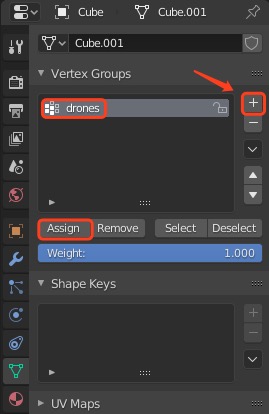 Cube Cube.001
Cube.001
Vertex Groups
drones
Assign Remove Select Deselect
Weight: 1.000
Shape Keys
UV Maps